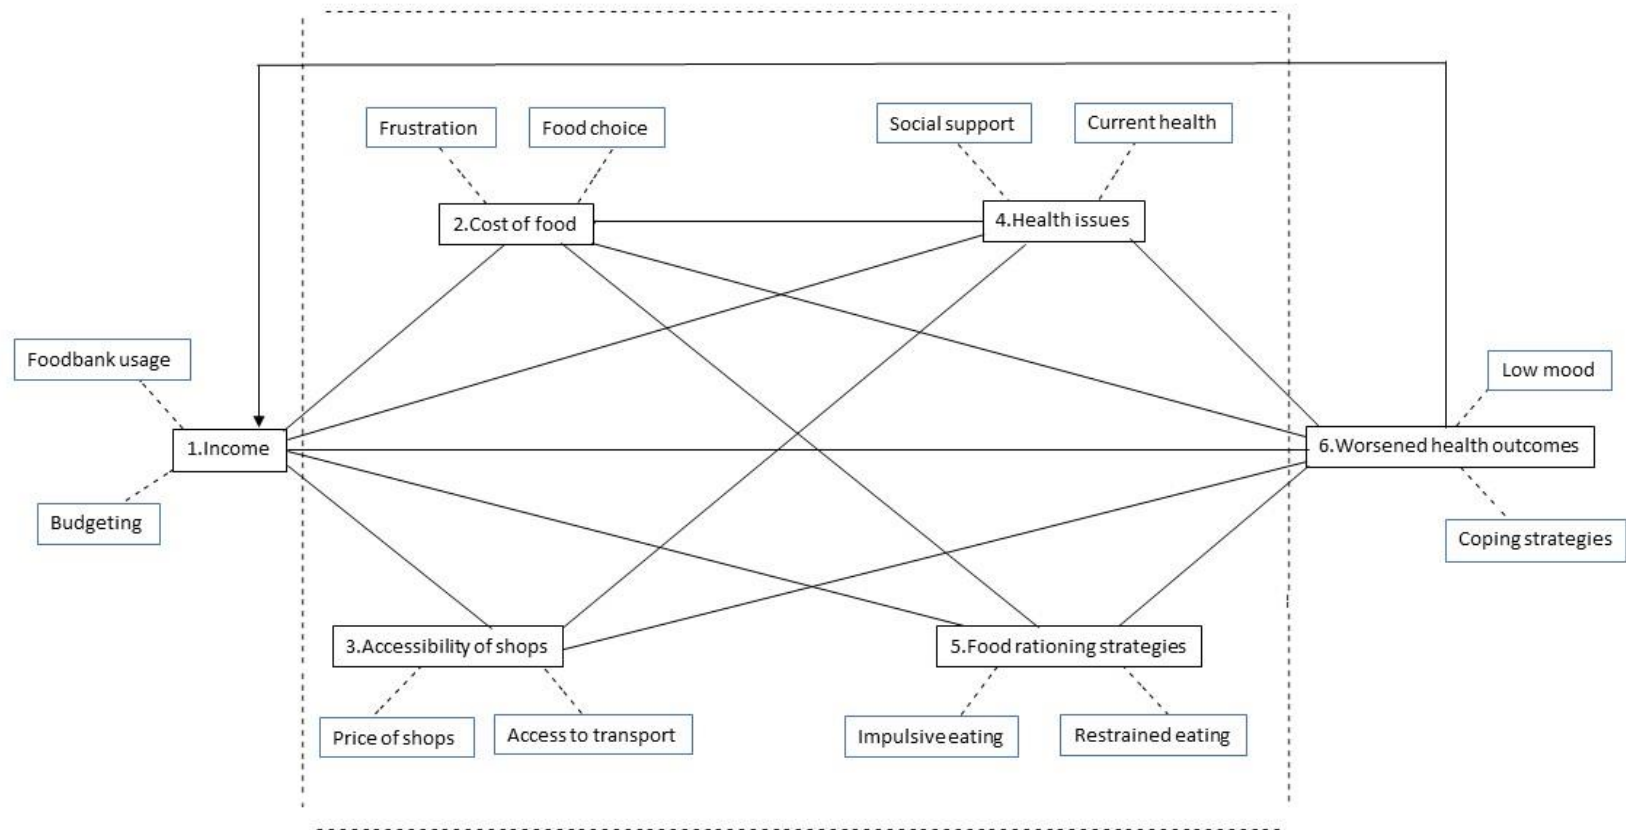 Frustration
Food choice
Social support
Current health
2.Cost of food
4.Health issues
Foodbank usage
Low mood
1.Income
6.Worsened health outcomes
Budgeting
Coping strategies
3.Accessibility of shops
5.Food rationing strategies
Price of shops
Access to transport
Impulsive eating
Restrained eating